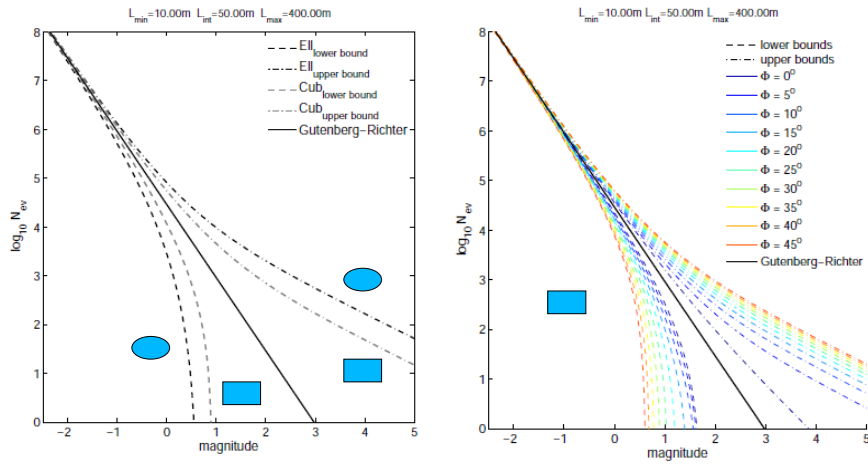 L_min=10.00m L_int=50.00m L_max=400.00m
8
7
6
5
4
3
2
1
0
log_10 N_ev
−2 −1 0 1 2 3 4 5
magnitude
Ell_lower bound
Ell_upper bound
Cub_lower bound
Cub_upper bound
Gutenberg−Richter
L_min=10.00m L_int=50.00m L_max=400.00m
8
7
6
5
4
3
2
1
0
log_10 N_ev
−2 −1 0 1 2 3 4 5
magnitude
lower bounds
upper bounds
Φ = 0°
Φ = 5°
Φ = 10°
Φ = 15°
Φ = 20°
Φ = 25°
Φ = 30°
Φ = 35°
Φ = 40°
Φ = 45°
Gutenberg−Richter